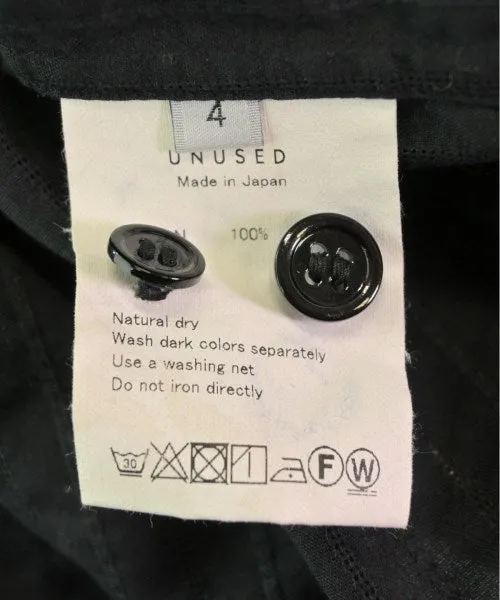 4
UNUSED
Made in Japan
100%
Natural dry
Wash dark colors separately
Use a washing net
Do not iron directly
30 F W